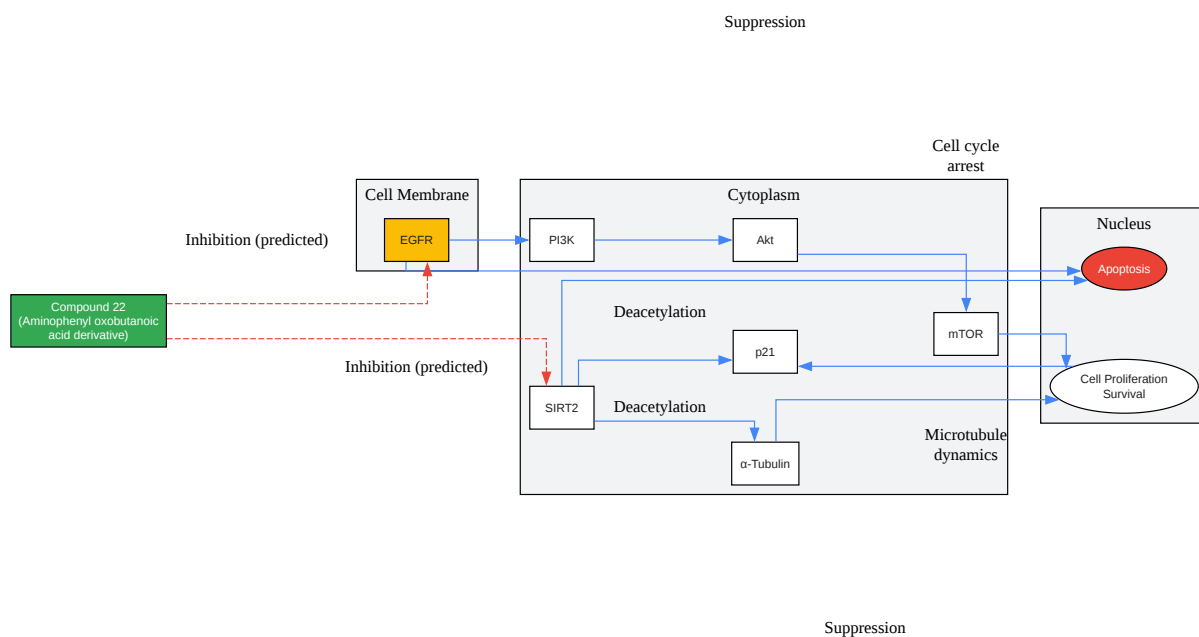 Suppression
Cell cycle
arrest
Cell Membrane
Cytoplasm
Nucleus
Inhibition (predicted)
EGFR
PI3K
Akt
Apoptosis
Compound 22
(Aminophenyl oxobutanoic
acid derivative)
Deacetylation
mTOR
p21
Inhibition (predicted)
Cell Proliferation
Survival
SIRT2
Deacetylation
Microtubule
dynamics
α-Tubulin
Suppression